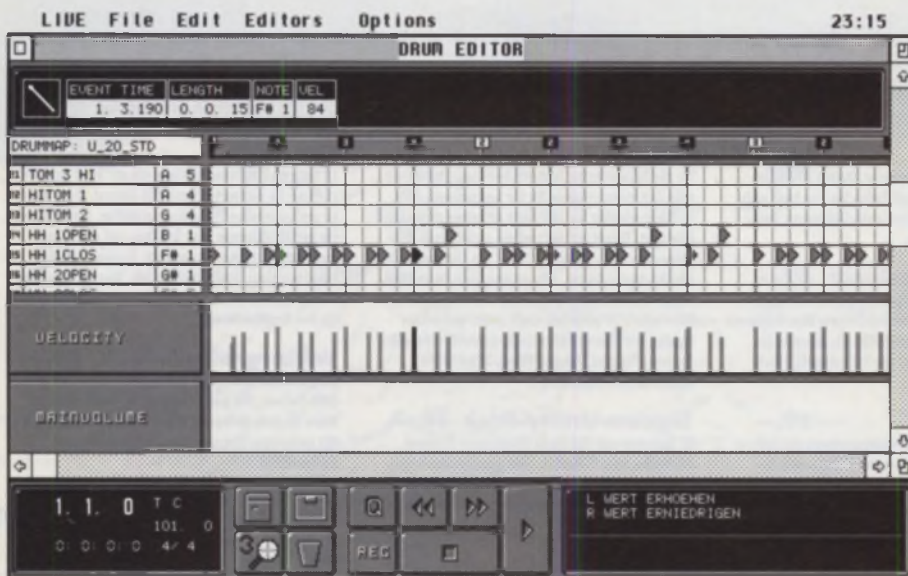 LIVE File Edit Editors Options 23:15
DRUM EDITOR
EVENT TIME LENGTH NOTE VEL
1. 3.190 0. 0. 15 F# 1 84
DRUMMAP: U_20_STD
TOM 3 HI A 5
HITOM 1 A 4
HITOM 2 G 4
HH 1OPEN B 1
HH 1CLOS F# 1
HH 2OPEN G# 1
VELOCITY
MAINVOLUME
1. 1. 0 T C
101. 0
0: 0: 0: 0 4/ 4
3
Q
REC
L WERT ERHOEHEN
R WERT ERNIEDRIGEN